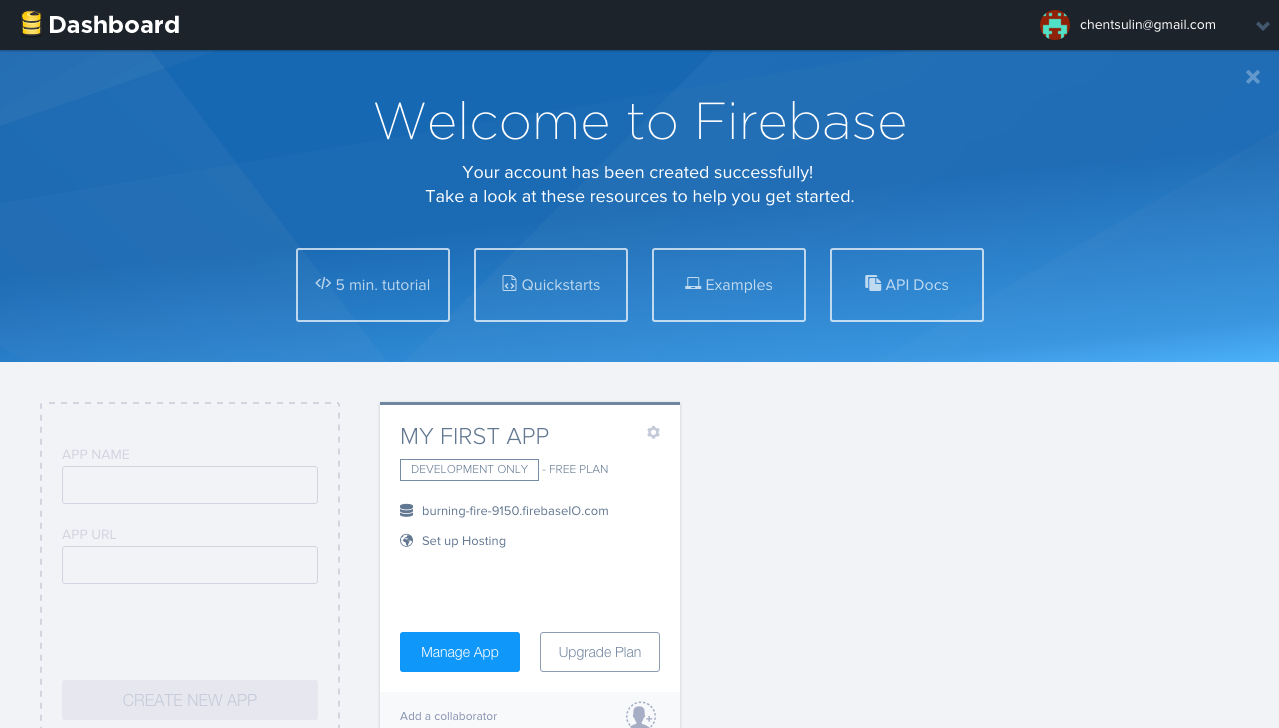 Dashboard
chentsulin@gmail.com
Welcome to Firebase
Your account has been created successfully!
Take a look at these resources to help you get started.
5 min. tutorial
Quickstarts
Examples
API Docs
APP NAME
APP URL
CREATE NEW APP
MY FIRST APP
DEVELOPMENT ONLY - FREE PLAN
burning-fire-9150.firebaseIO.com
Set up Hosting
Manage App
Upgrade Plan
Add a collaborator